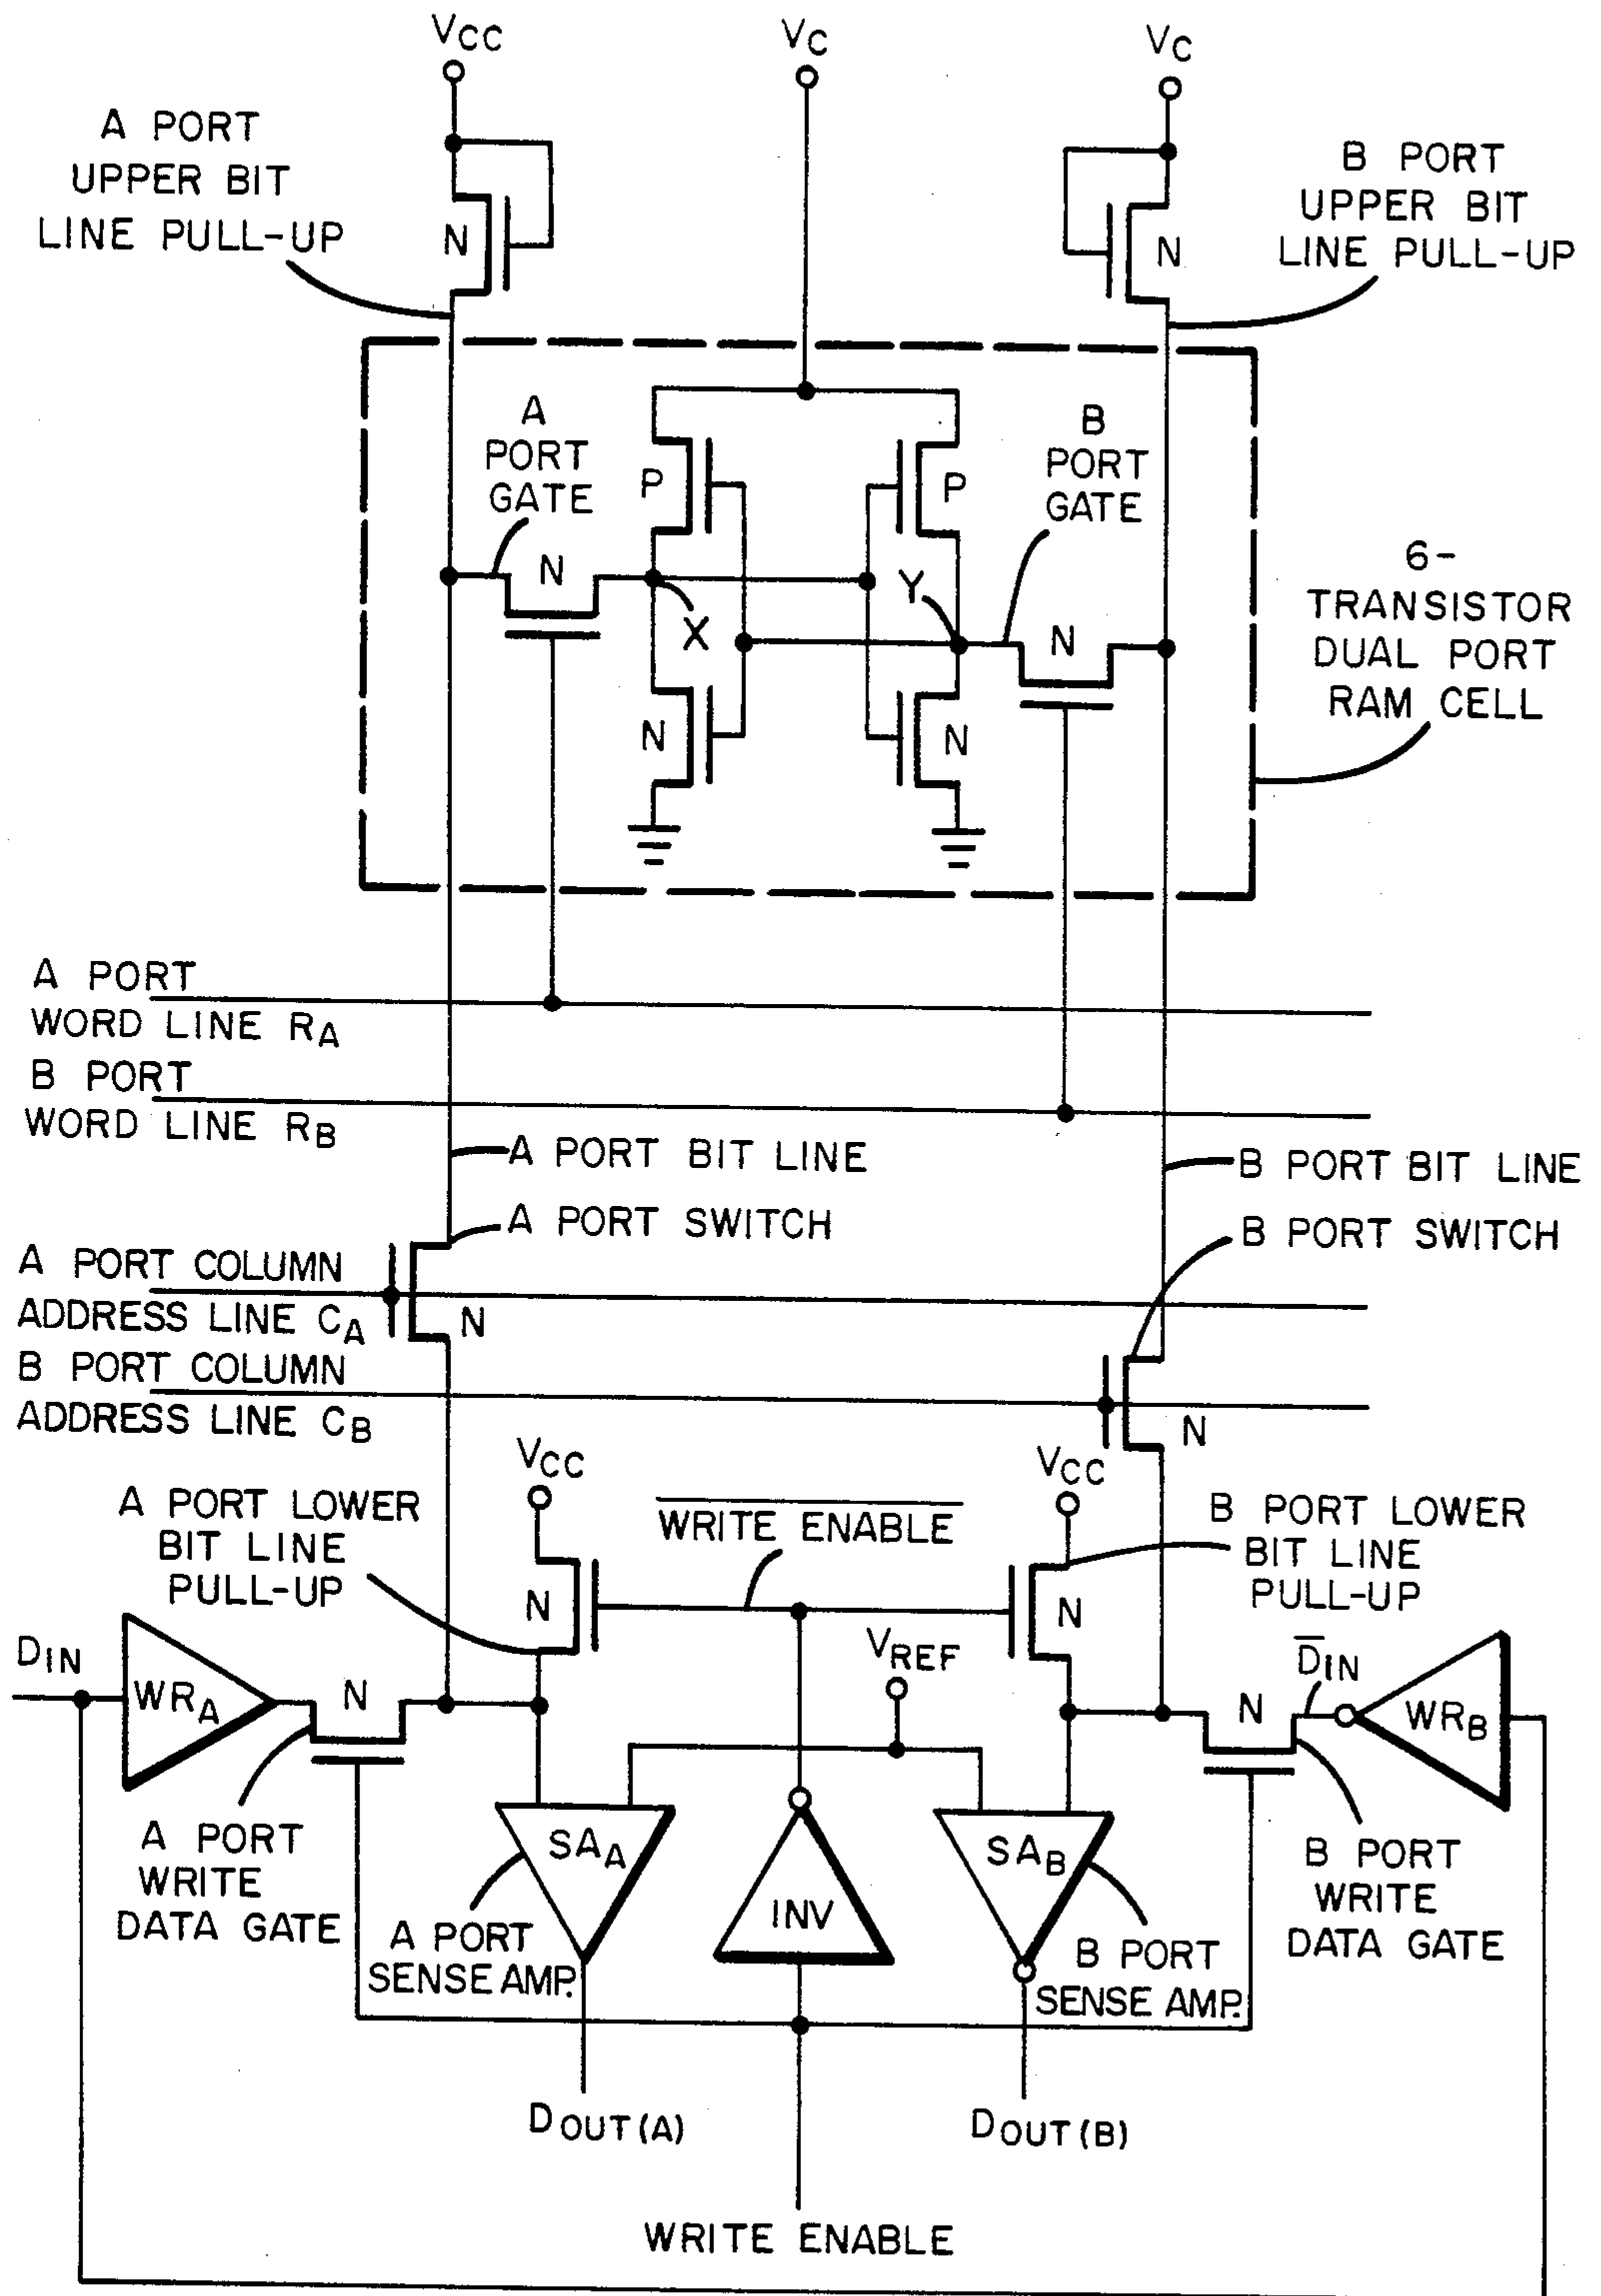 VCC
VC
VC
A PORT
UPPER BIT
LINE PULL-UP
B PORT
UPPER BIT
LINE PULL-UP
N
N
A
PORT
GATE
B
PORT
GATE
P
P
N
X
Y
N
N
N
6-
TRANSISTOR
DUAL PORT
RAM CELL
A PORT
WORD LINE RA
B PORT
WORD LINE RB
A PORT BIT LINE
B PORT BIT LINE
A PORT SWITCH
B PORT SWITCH
A PORT COLUMN
ADDRESS LINE CA
N
B PORT COLUMN
ADDRESS LINE CB
N
VCC
VCC
A PORT LOWER
BIT LINE
PULL-UP
WRITE ENABLE
B PORT LOWER
BIT LINE
PULL-UP
N
N
DIN
WRA
N
VREF
N
D̅IN
WRB
A PORT
WRITE
DATA GATE
SAA
INV
SAB
B PORT
WRITE
DATA GATE
A PORT
SENSE AMP.
B PORT
SENSE AMP.
DOUT(A)
DOUT(B)
WRITE ENABLE